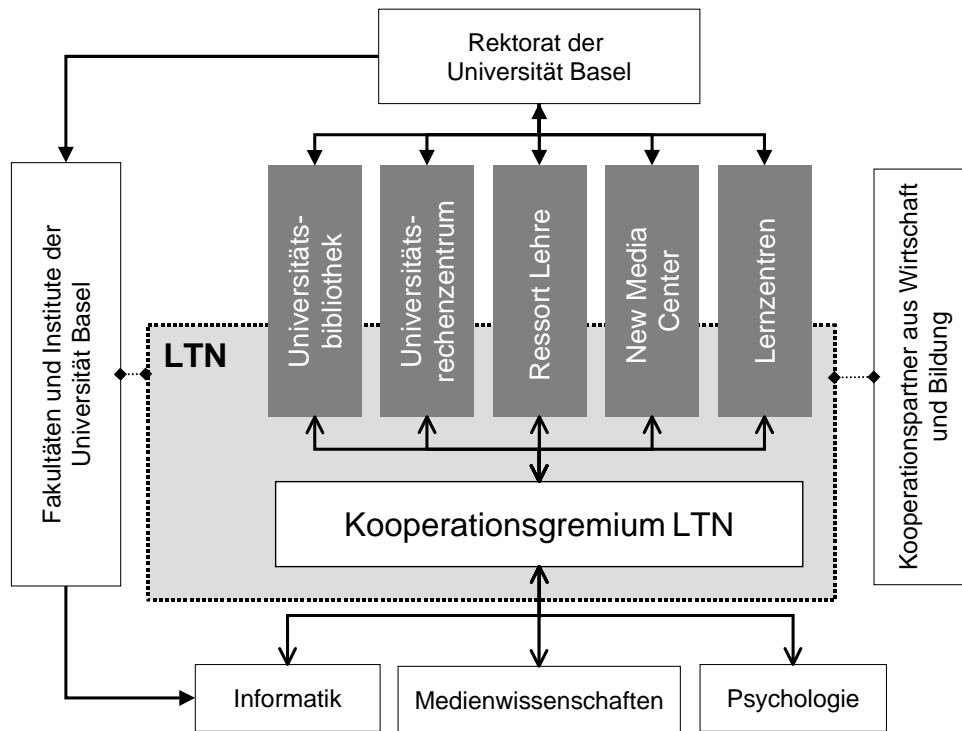 Rektorat der
Universität Basel
Fakultäten und Institute der
Universität Basel
Universitäts-
bibliothek
Universitäts-
rechenzentrum
Ressort Lehre
New Media
Center
Lernzentren
Kooperationspartner aus Wirtschaft
und Bildung
LTN
Kooperationsgremium LTN
Informatik
Medienwissenschaften
Psychologie